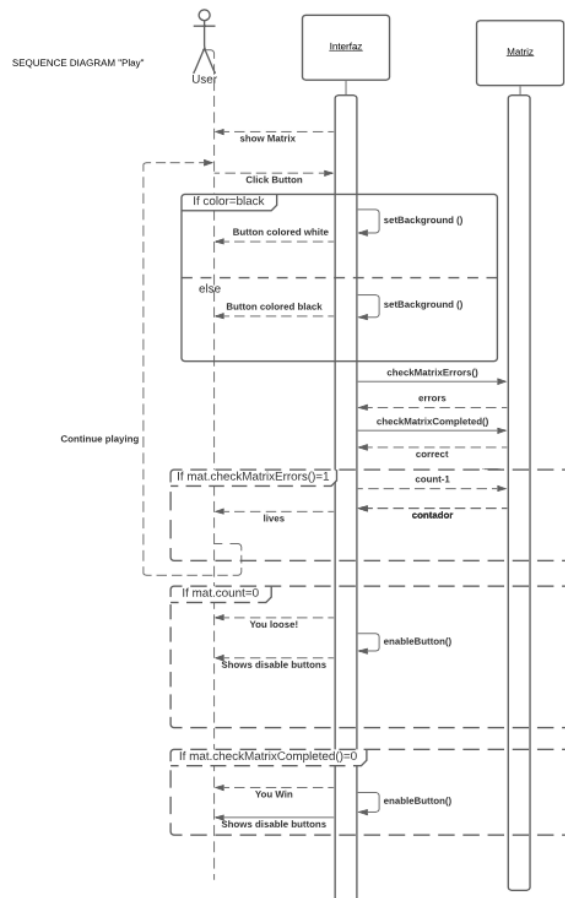 Interfaz
Matriz
SEQUENCE DIAGRAM "Play"
User
show Matrix
Click Button
If color=black
setBackground ()
Button colored white
else
Button colored black
setBackground ()
checkMatrixErrors()
errors
checkMatrixCompleted()
Continue playing
correct
If mat.checkMatrixErrors()=1
count-1
lives
contador
If mat.count=0
You loose!
enableButton()
Shows disable buttons
If mat.checkMatrixCompleted()=0
You Win
enableButton()
Shows disable buttons